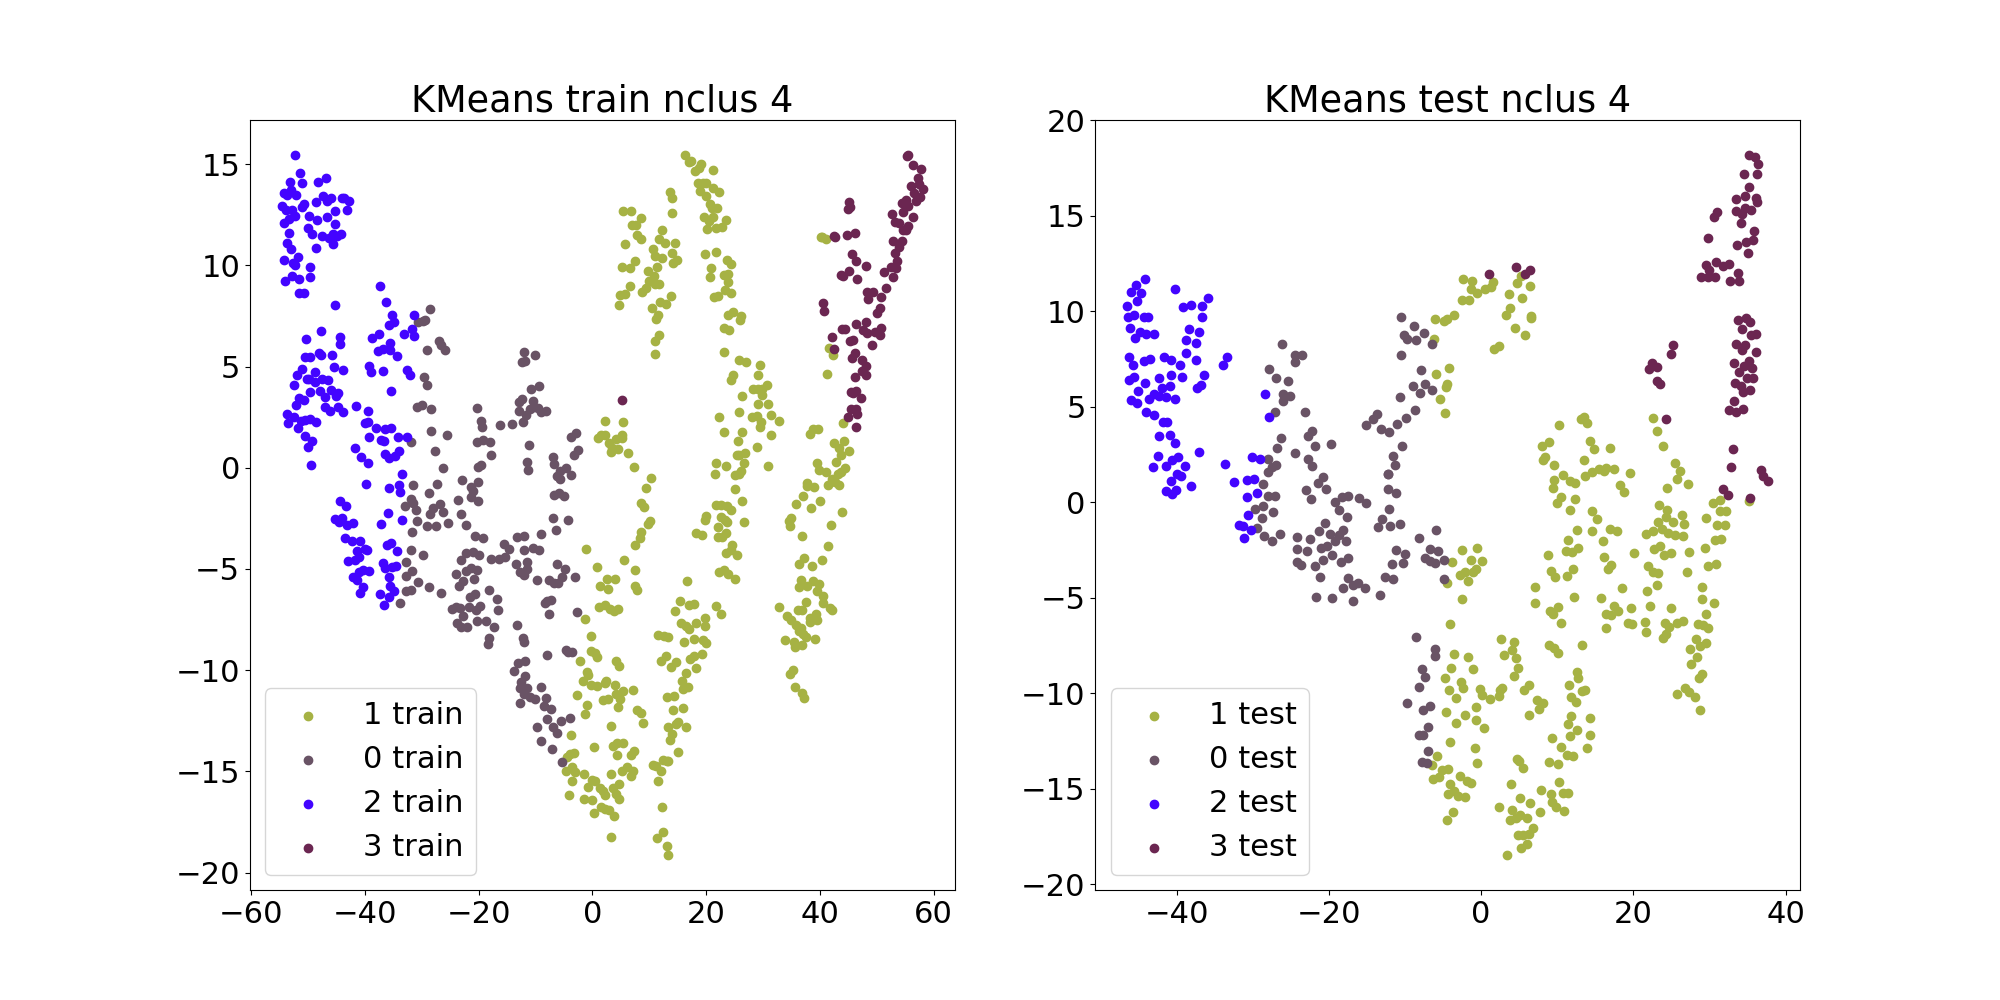 KMeans train nclus 4
15
10
5
0
−5
−10
−15
−20
−60 −40 −20 0 20 40 60
1 train
0 train
2 train
3 train
KMeans test nclus 4
20
15
10
5
0
−5
−10
−15
−20
−40 −20 0 20 40
1 test
0 test
2 test
3 test